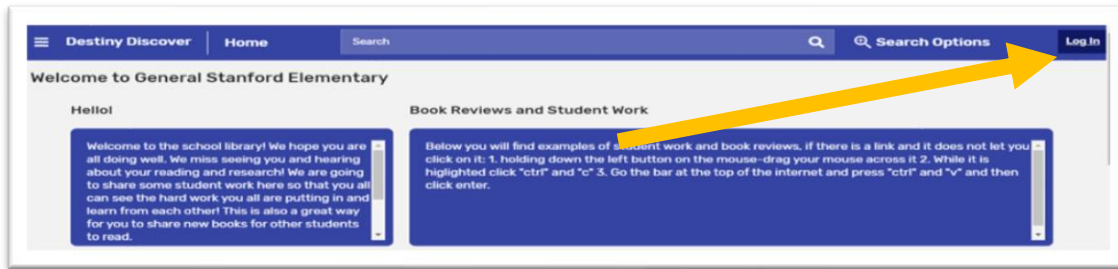 Destiny Discover Home Search Search Options Log In
Welcome to General Stanford Elementary
Hello!
Welcome to the school library! We hope you are
all doing well. We miss seeing you and hearing
about your reading and research! We are going
to share some student work here so that you all
can see the hard work you all are putting in and
learn from each other! This is also a great way
for you to share new books for other students
to read.
Book Reviews and Student Work
Below you will find examples of student work and book reviews, if there is a link and it does not let you
click on it: 1. holding down the left button on the mouse-drag your mouse across it 2. While it is
higlighted click "ctrl" and "c" 3. Go the bar at the top of the internet and press "ctrl" and "v" and then
click enter.